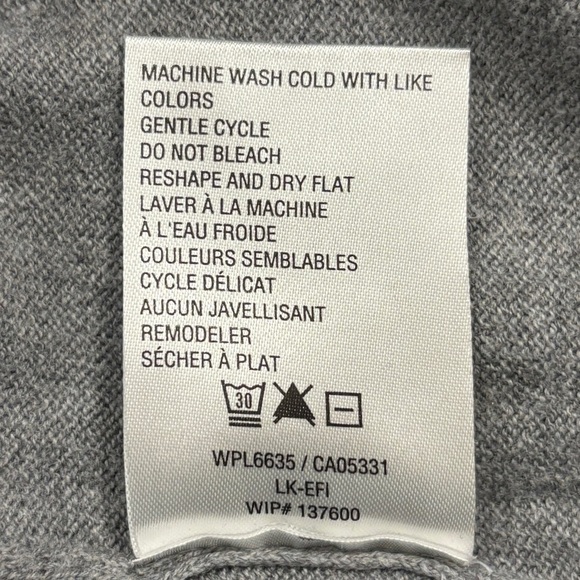 MACHINE WASH COLD WITH LIKE
COLORS
GENTLE CYCLE
DO NOT BLEACH
RESHAPE AND DRY FLAT
LAVER À LA MACHINE
À L'EAU FROIDE
COULEURS SEMBLABLES
CYCLE DÉLICAT
AUCUN JAVELLISANT
REMODELER
SÉCHER À PLAT
30
WPL6635 / CA05331
LK-EFI
WIP# 137600